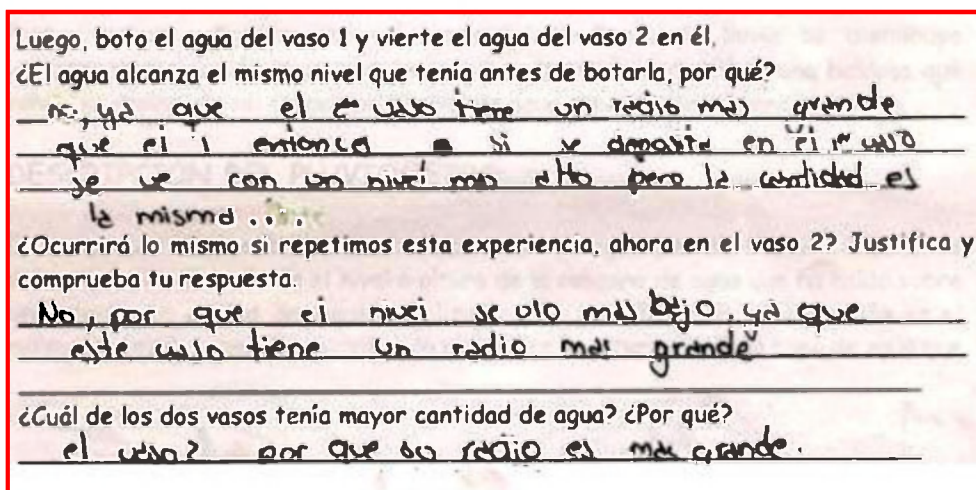 Luego, boto el agua del vaso 1 y vierte el agua del vaso 2 en él,
¿El agua alcanza el mismo nivel que tenía antes de botarla, por qué?
no, ya que el 2º vaso tiene un radio mas grande
que el 1 entonces si se deposita en el 1º vaso
se ve con un nivel mas alto pero la cantidad es
la misma ....
¿Ocurrirá lo mismo si repetimos esta experiencia, ahora en el vaso 2? Justifica y
comprueba tu respuesta.
No, por que el nivel se vio mas bajo. ya que
este vaso tiene un radio mas grande
¿Cuál de los dos vasos tenía mayor cantidad de agua? ¿Por qué?
el vaso 2 por que su radio es mas grande.